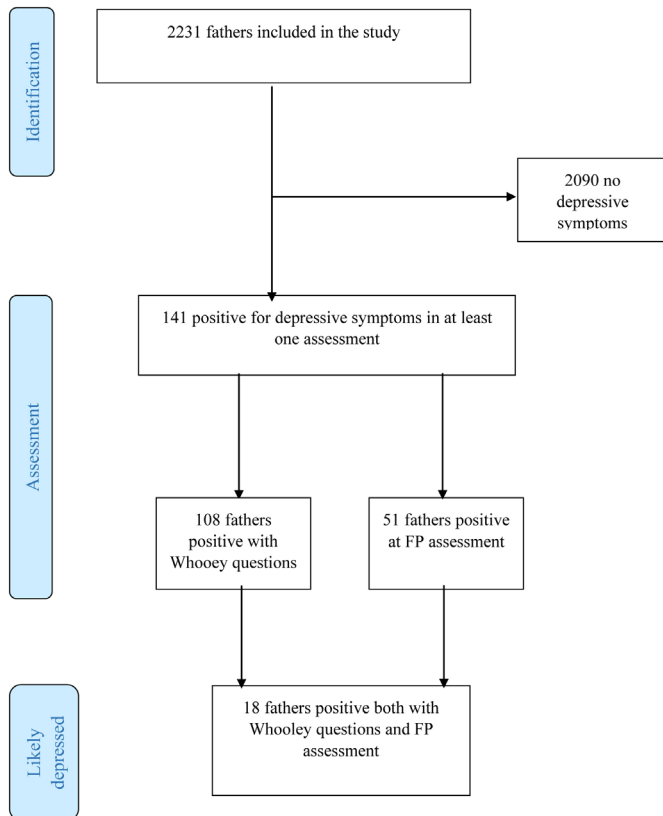 Identification
2231 fathers included in the study
2090 no
depressive
symptoms
Assessment
141 positive for depressive symptoms in at least
one assessment
108 fathers
positive with
Whooey questions
51 fathers positive
at FP assessment
Likely
depressed
18 fathers positive both with
Whooley questions and FP
assessment